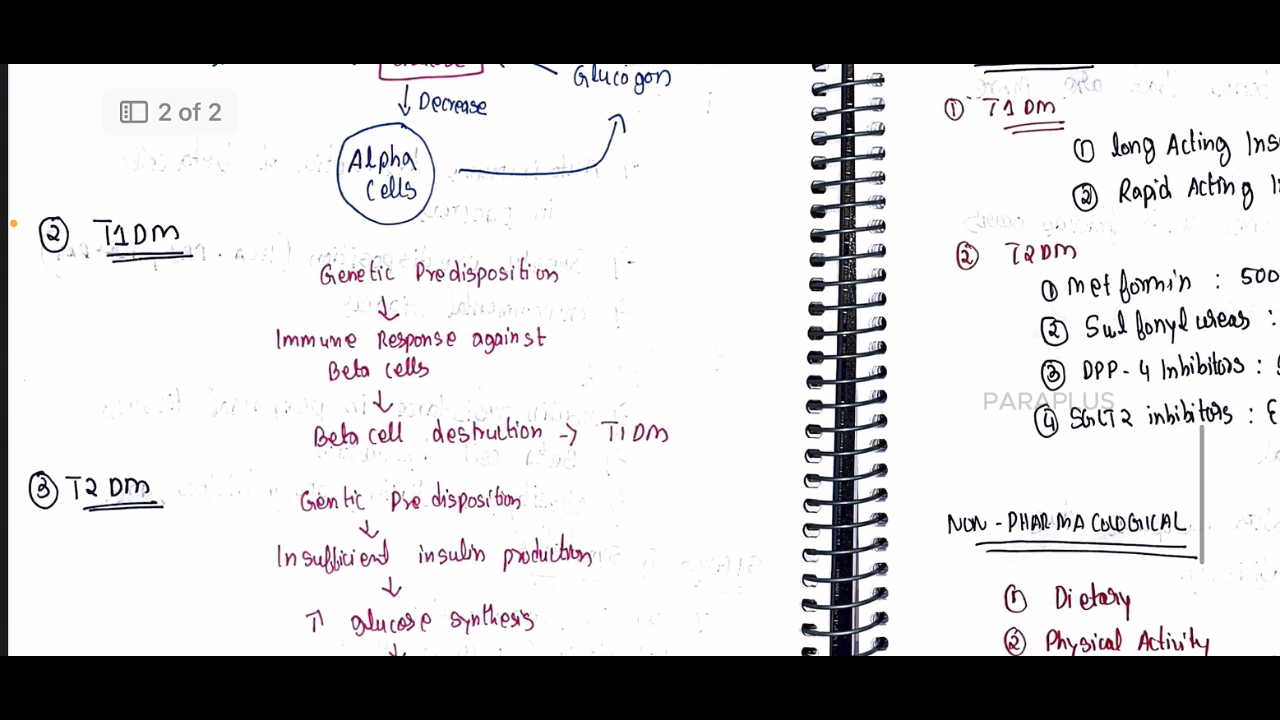 Glucogon
2 of 2
Decrease
Alpha
Cells
② T1DM
Genetic Predisposition
↓
Immune Response against
Beta cells
↓
Beta cell destruction → T1DM
③ T2 DM
Genetic Pre disposition
↓
Insufficient insulin production
↓
↑ glucose synthesis
① T1DM
① long Acting Ins
② Rapid Acting I
② T2DM
① Metformin : 500
② Sulfonylureas :
③ DPP-4 Inhibitors :
PARAPLUS
④ SGLT2 inhibitors :
NON-PHARMACOLOGICAL
① Dietary
② Physical Activity